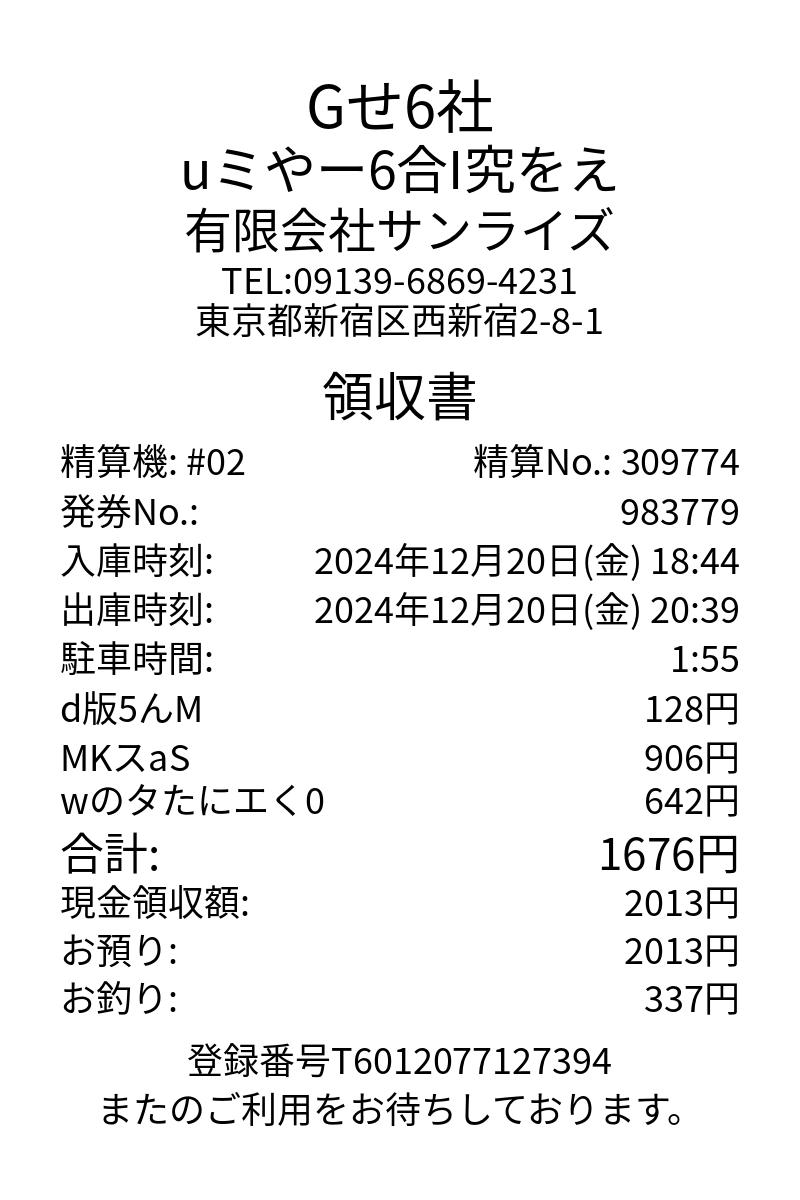 Gせ6社
uミやー6合I究をえ
有限会社サンライズ
TEL:09139-6869-4231
東京都新宿区西新宿2-8-1
領収書
精算機: #02 精算No.: 309774
発券No.: 983779
入庫時刻: 2024年12月20日(金) 18:44
出庫時刻: 2024年12月20日(金) 20:39
駐車時間: 1:55
d版5んM 128円
MKスaS 906円
wのタたにエく0 642円
合計: 1676円
現金領収額: 2013円
お預り: 2013円
お釣り: 337円
登録番号T6012077127394
またのご利用をお待ちしております。